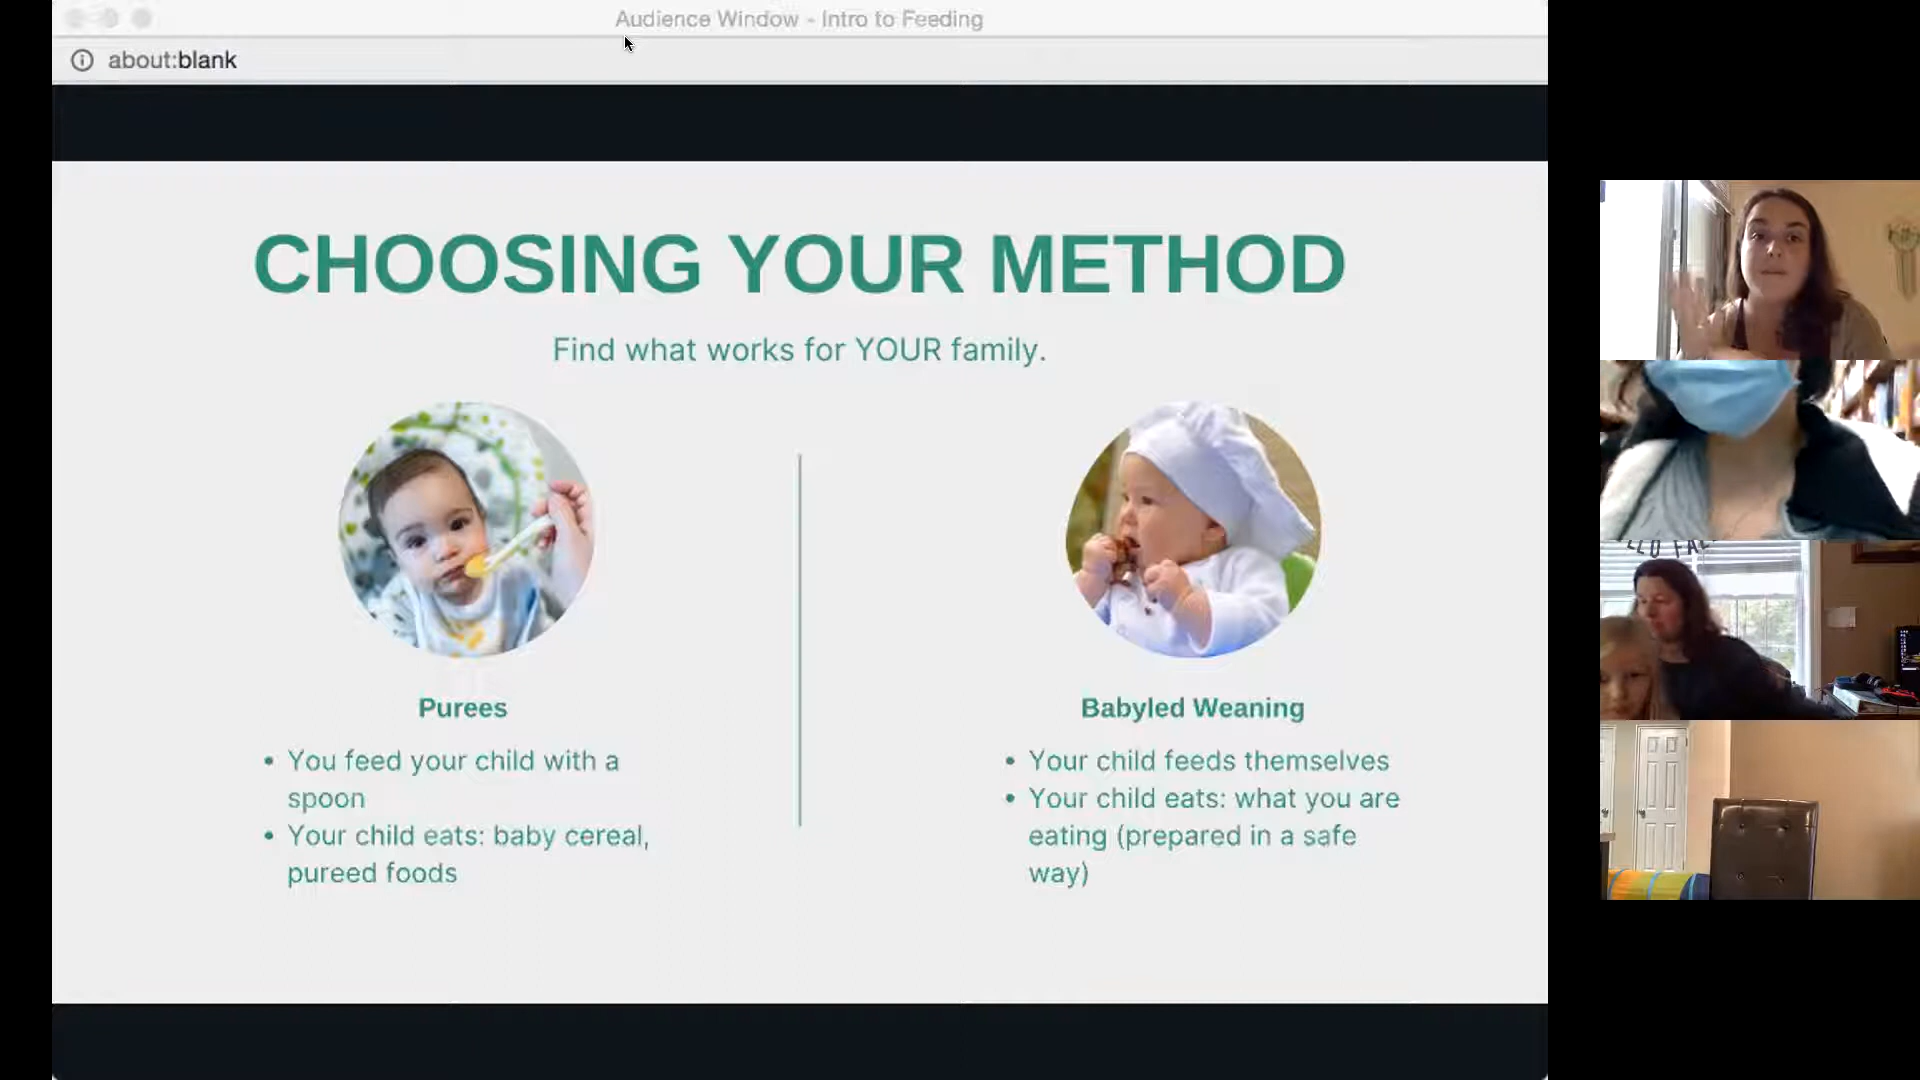 Audience Window - Intro to Feeding
about:blank
CHOOSING YOUR METHOD
Find what works for YOUR family.
Purees
• You feed your child with a
spoon
• Your child eats: baby cereal,
pureed foods
Babyled Weaning
• Your child feeds themselves
• Your child eats: what you are
eating (prepared in a safe
way)